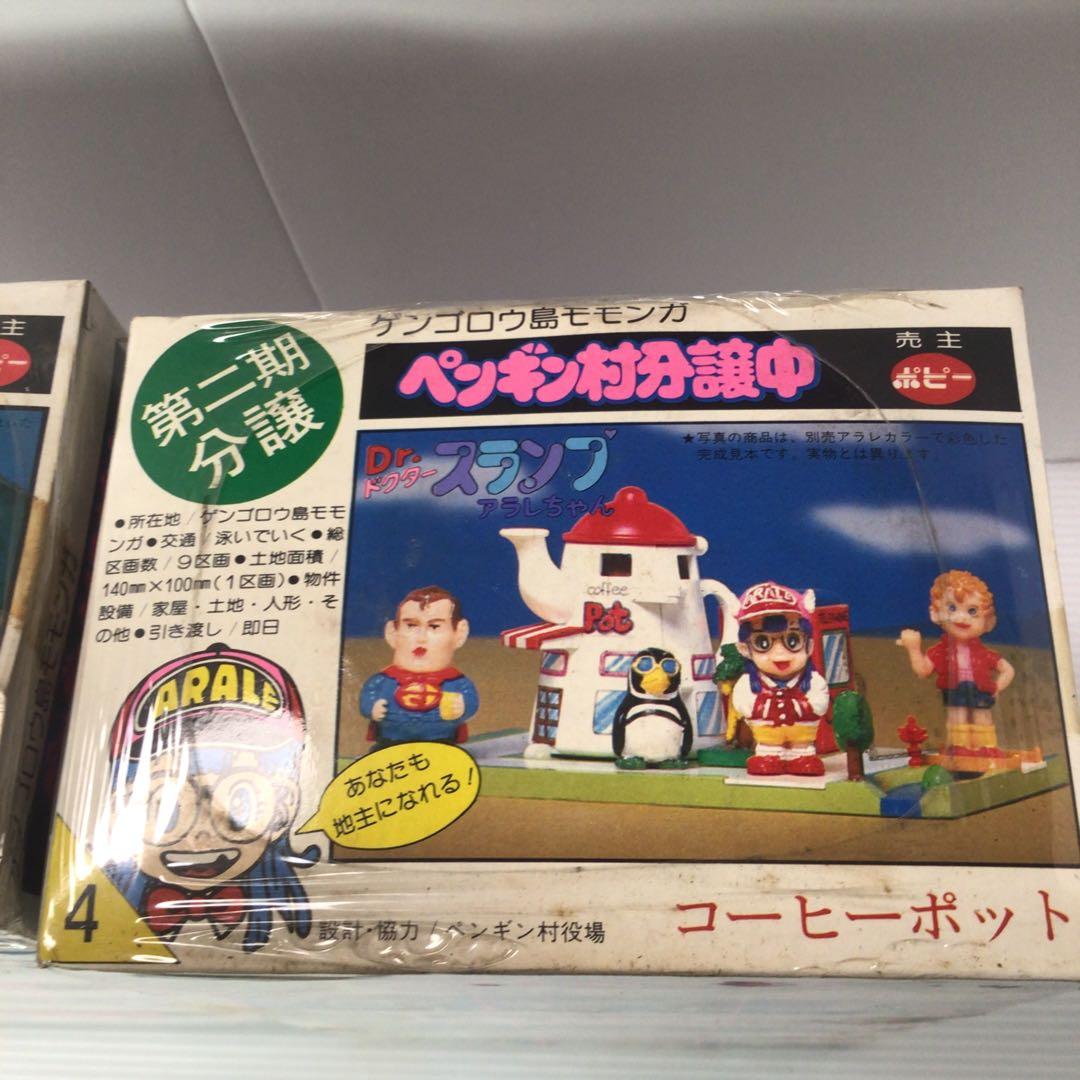 主
ゲンゴロウ島モモンガ
第二期
分譲
ペンギン村分譲中
売主
ポピー
Dr.
ドクター
スランプ
アラレちゃん
★写真の商品は、別売アラレカラーで彩色した
完成見本です。実物とは異ります。
●所在地/ゲンゴロウ島モモ
ンガ●交通/泳いでいく●総
区画数/9区画●土地面積/
140mm×100mm(1区画)●物件
設備/家屋・土地・人形・そ
の他●引き渡し/即日
coffee
Pot
ARALE
ARALE
あなたも
地主になれる!
4
設計・協力/ペンギン村役場
コーヒーポット